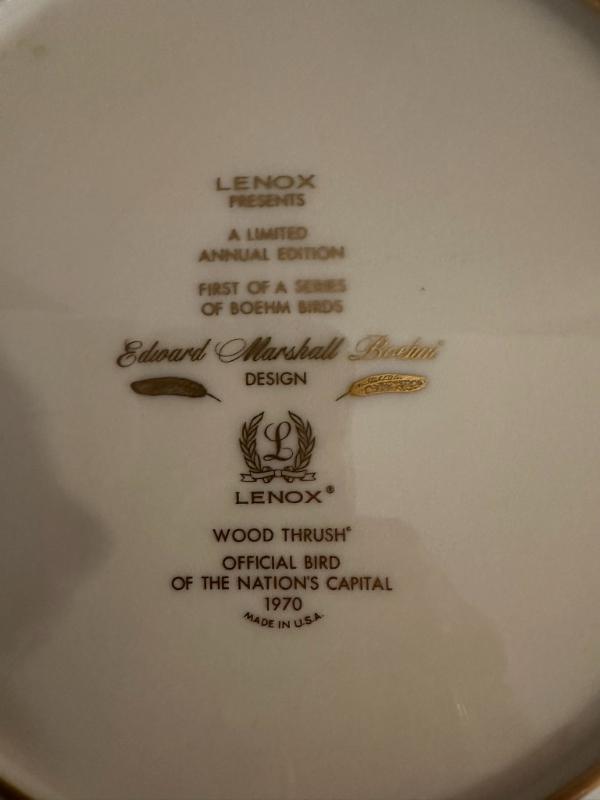 LENOX
PRESENTS
A LIMITED
ANNUAL EDITION
FIRST OF A SERIES
OF BOEHM BIRDS
Edward Marshall Boehm
DESIGN
L
LENOX®
WOOD THRUSH®
OFFICIAL BIRD
OF THE NATION'S CAPITAL
1970
MADE IN U.S.A.